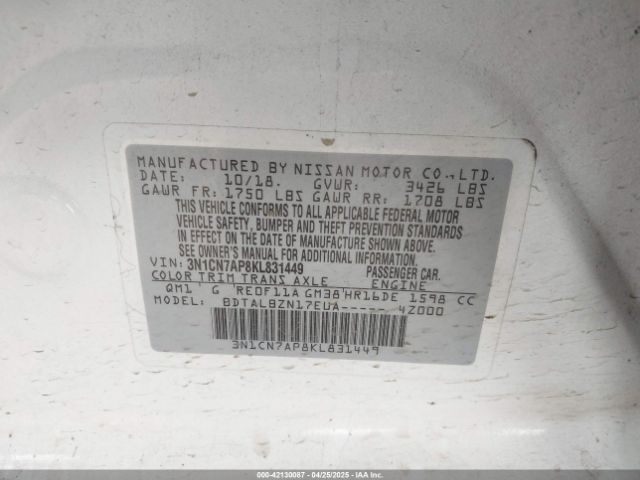 MANUFACTURED BY NISSAN MOTOR CO.,LTD.
DATE: 10/18. GVWR: 3426 LBS
GAWR FR: 1750 LBS GAWR RR: 1708 LBS
THIS VEHICLE CONFORMS TO ALL APPLICABLE FEDERAL MOTOR
VEHICLE SAFETY, BUMPER AND THEFT PREVENTION STANDARDS
IN EFFECT ON THE DATE OF MANUFACTURE SHOWN ABOVE.
SEE OWNER'S MANUAL FOR ADDITIONAL INFORMATION.
VIN: 3N1CN7AP8KL831449 PASSENGER CAR.
COLOR TRIM TRANS AXLE ENGINE
QM1 G RE0F11A GM38 HR16DE 1598 CC
MODEL: BDTALBZN17EUA----- 4Z000
3N1CN7AP8KL831449
000-42130087 - 04/25/2025 - IAA Inc.